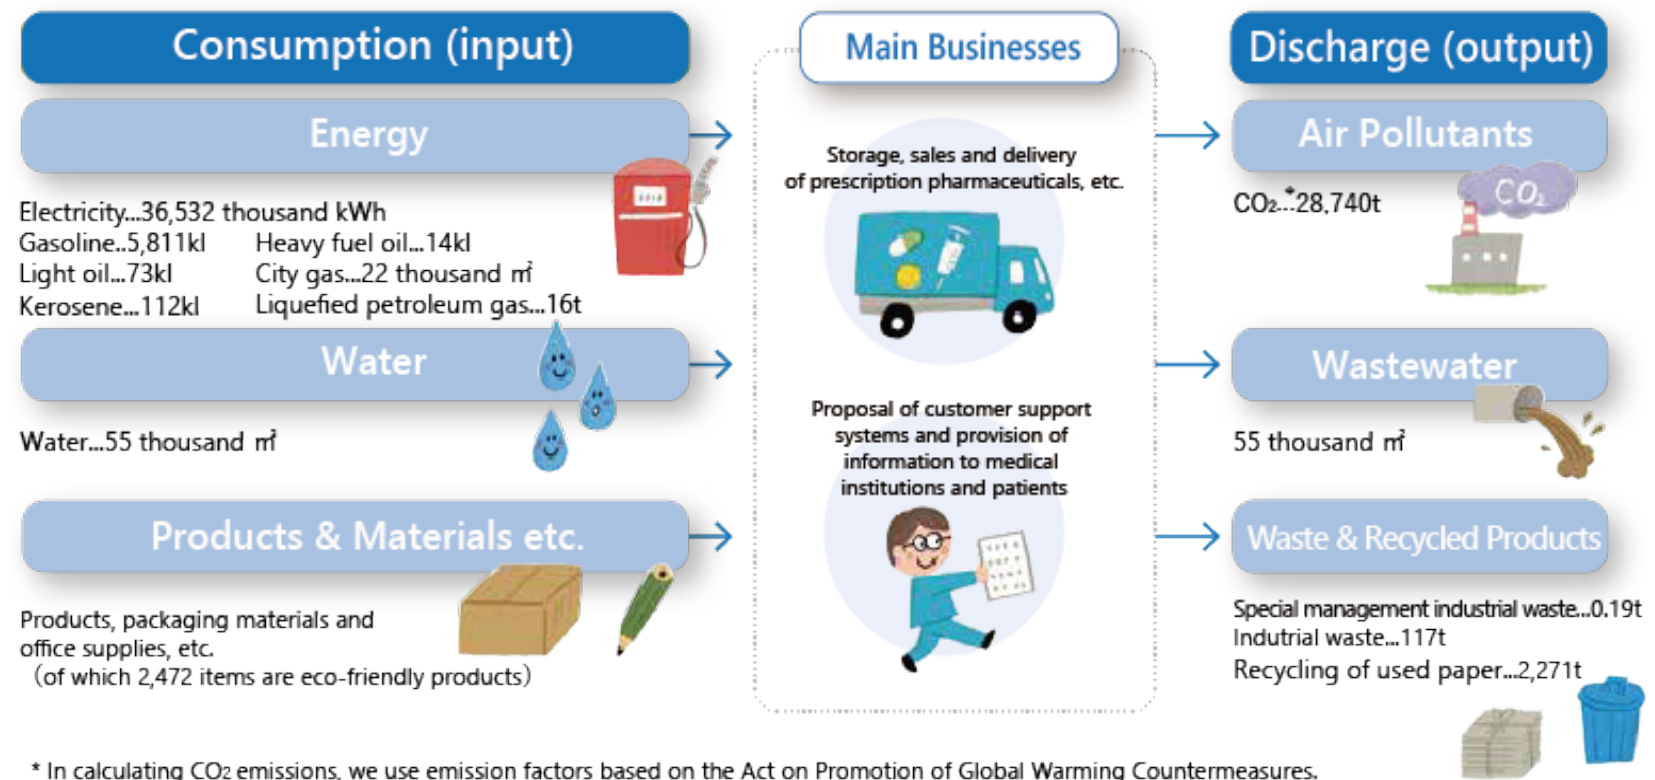 Consumption (input)
Energy
Electricity...36,532 thousand kWh
Gasoline..5,811kl
Heavy fuel oil...14kl
Light oil...73kl
City gas...22 thousand ㎥
Kerosene...112kl
Liquefied petroleum gas...16t
Water
Water...55 thousand ㎥
Products & Materials etc.
Products, packaging materials and
office supplies, etc.
(of which 2,472 items are eco-friendly products)
Main Businesses
Storage, sales and delivery
of prescription pharmaceuticals, etc.
Proposal of customer support
systems and provision of
information to medical
institutions and patients
Discharge (output)
Air Pollutants
CO₂
CO₂*...28,740t
Wastewater
55 thousand ㎥
Waste & Recycled Products
Special management industrial waste...0.19t
Indutrial waste...117t
Recycling of used paper...2,271t
* In calculating CO₂ emissions, we use emission factors based on the Act on Promotion of Global Warming Countermeasures.